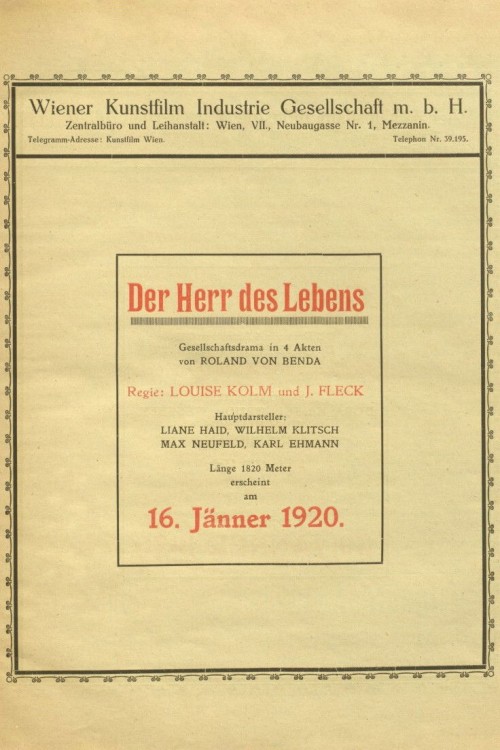 Wiener Kunstfilm Industrie Gesellschaft m. b. H.
Zentralbüro und Leihanstalt: Wien, VII., Neubaugasse Nr. 1, Mezzanin.
Telegramm-Adresse: Kunstfilm Wien. Telephon Nr. 59.195.
Der Herr des Lebens
Gesellschaftsdrama in 4 Akten
von ROLAND VON BENDA
Regie: LOUISE KOLM und J. FLECK
Hauptdarsteller:
LIANE HAID, WILHELM KLITSCH
MAX NEUFELD, KARL EHMANN
Länge 1820 Meter
erscheint
am
16. Jänner 1920.